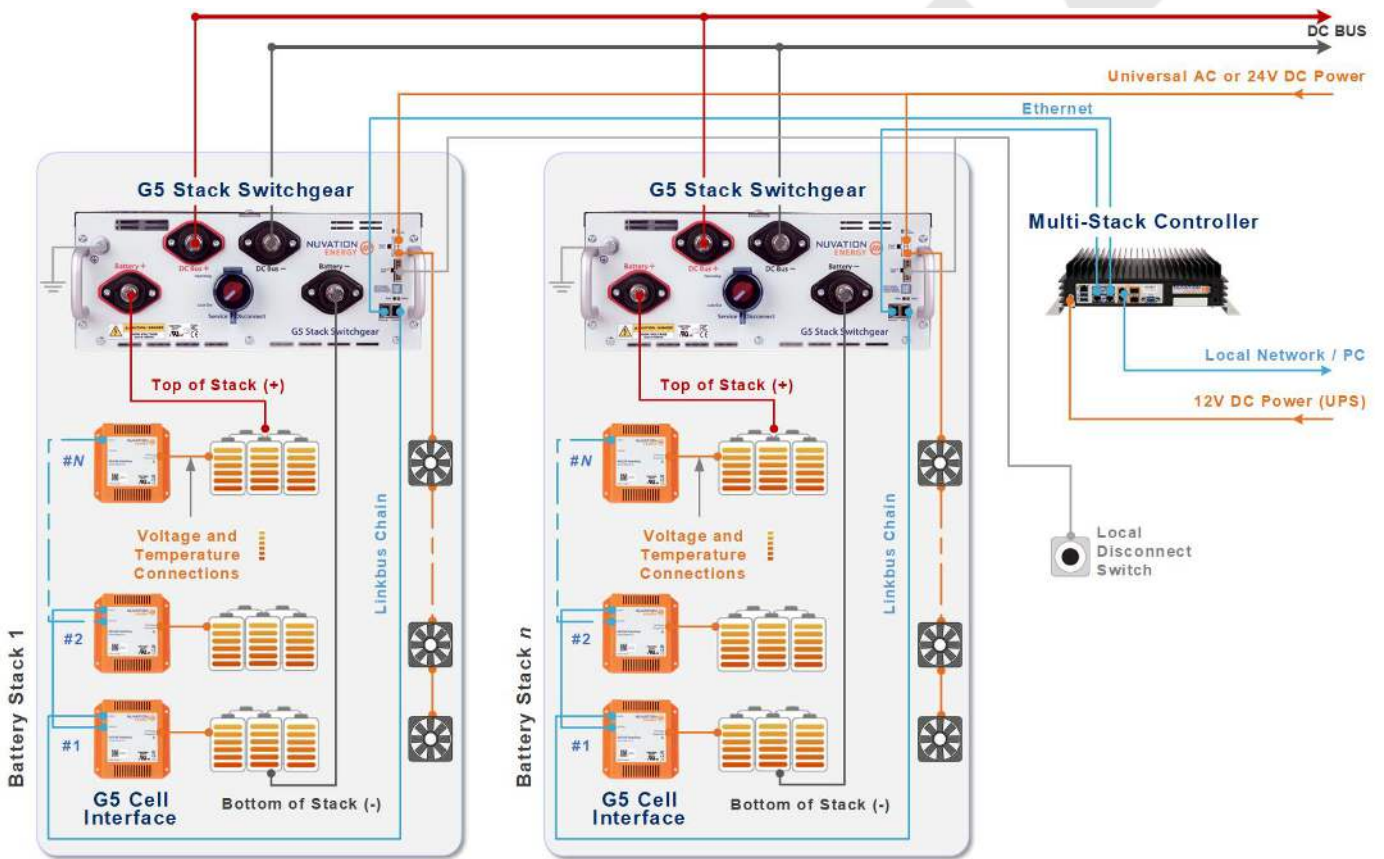 DC BUS
Universal AC or 24V DC Power
Ethernet
G5 Stack Switchgear
G5 Stack Switchgear
Multi-Stack Controller
NUVATION
ENERGY
Battery+
DC Bus +
DC Bus −
Battery−
Service Disconnect
G5 Stack Switchgear
NUVATION
ENERGY
Battery+
DC Bus +
DC Bus −
Battery−
Service Disconnect
G5 Stack Switchgear
Local Network / PC
12V DC Power (UPS)
Top of Stack (+)
Top of Stack (+)
#N
#N
Voltage and
Temperature
Connections
Voltage and
Temperature
Connections
Linkbus Chain
Linkbus Chain
Local
Disconnect
Switch
#2
#2
#1
#1
Battery Stack 1
Battery Stack n
G5 Cell
Interface
Bottom of Stack (-)
G5 Cell
Interface
Bottom of Stack (-)